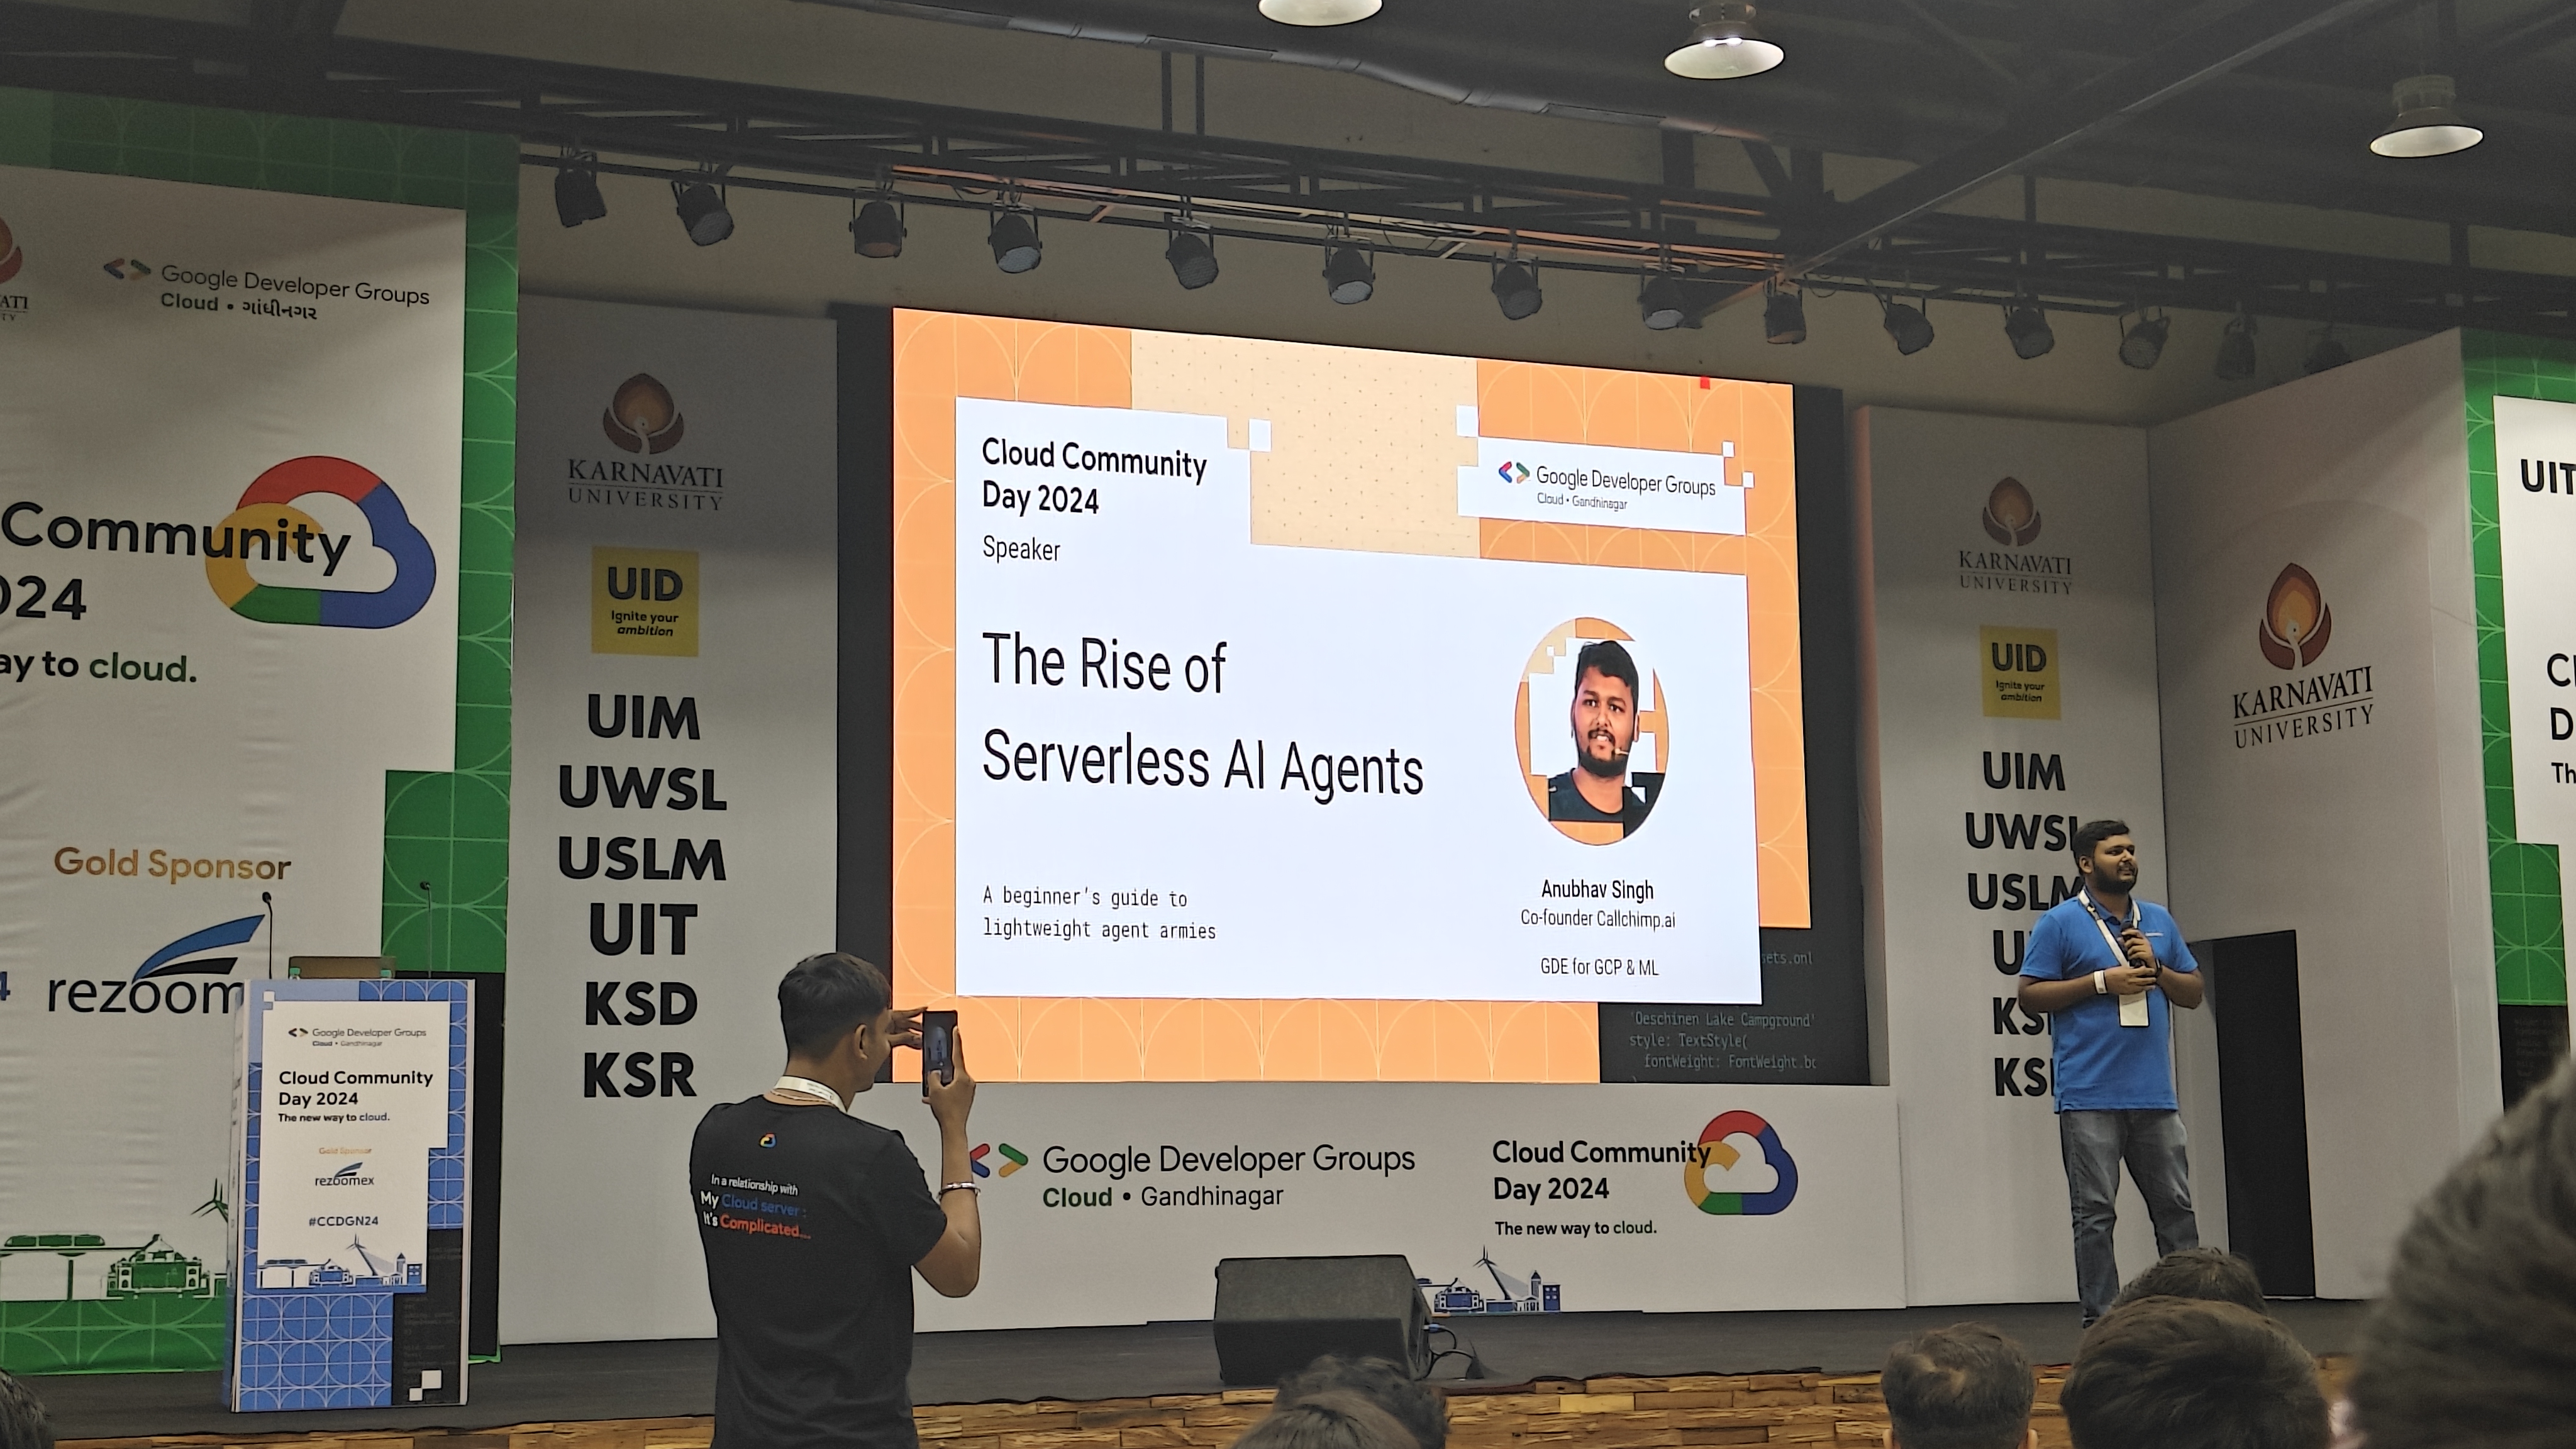 ATI
TY
Google Developer Groups
Cloud • ગાંધીનગર
Community
024
ay to cloud.
Gold Sponsor
rezoom
4
Google Developer Groups
Cloud • Gandhinagar
Cloud Community
Day 2024
The new way to cloud.
Gold Sponsor
rezoomex
#CCDGN24
KARNAVATI
UNIVERSITY
UID
Ignite your
ambition
UIM
UWSL
USLM
UIT
KSD
KSR
Cloud Community
Day 2024
Speaker
Google Developer Groups
Cloud • Gandhinagar
The Rise of
Serverless AI Agents
A beginner's guide to
lightweight agent armies
Anubhav Singh
Co-founder Callchimp.ai
GDE for GCP & ML
sets.onl
'Oeschinen Lake Campground'
style: TextStyle(
fontWeight: FontWeight.bo
In a relationship with
My Cloud server :
It's Complicated...
Google Developer Groups
Cloud • Gandhinagar
Cloud Community
Day 2024
The new way to cloud.
KARNAVATI
UNIVERSITY
UID
Ignite your
ambition
UIM
UWSL
USLM
U
KS
KS
KARNAVATI
UNIVERSITY
UIT
Cl
D
Th